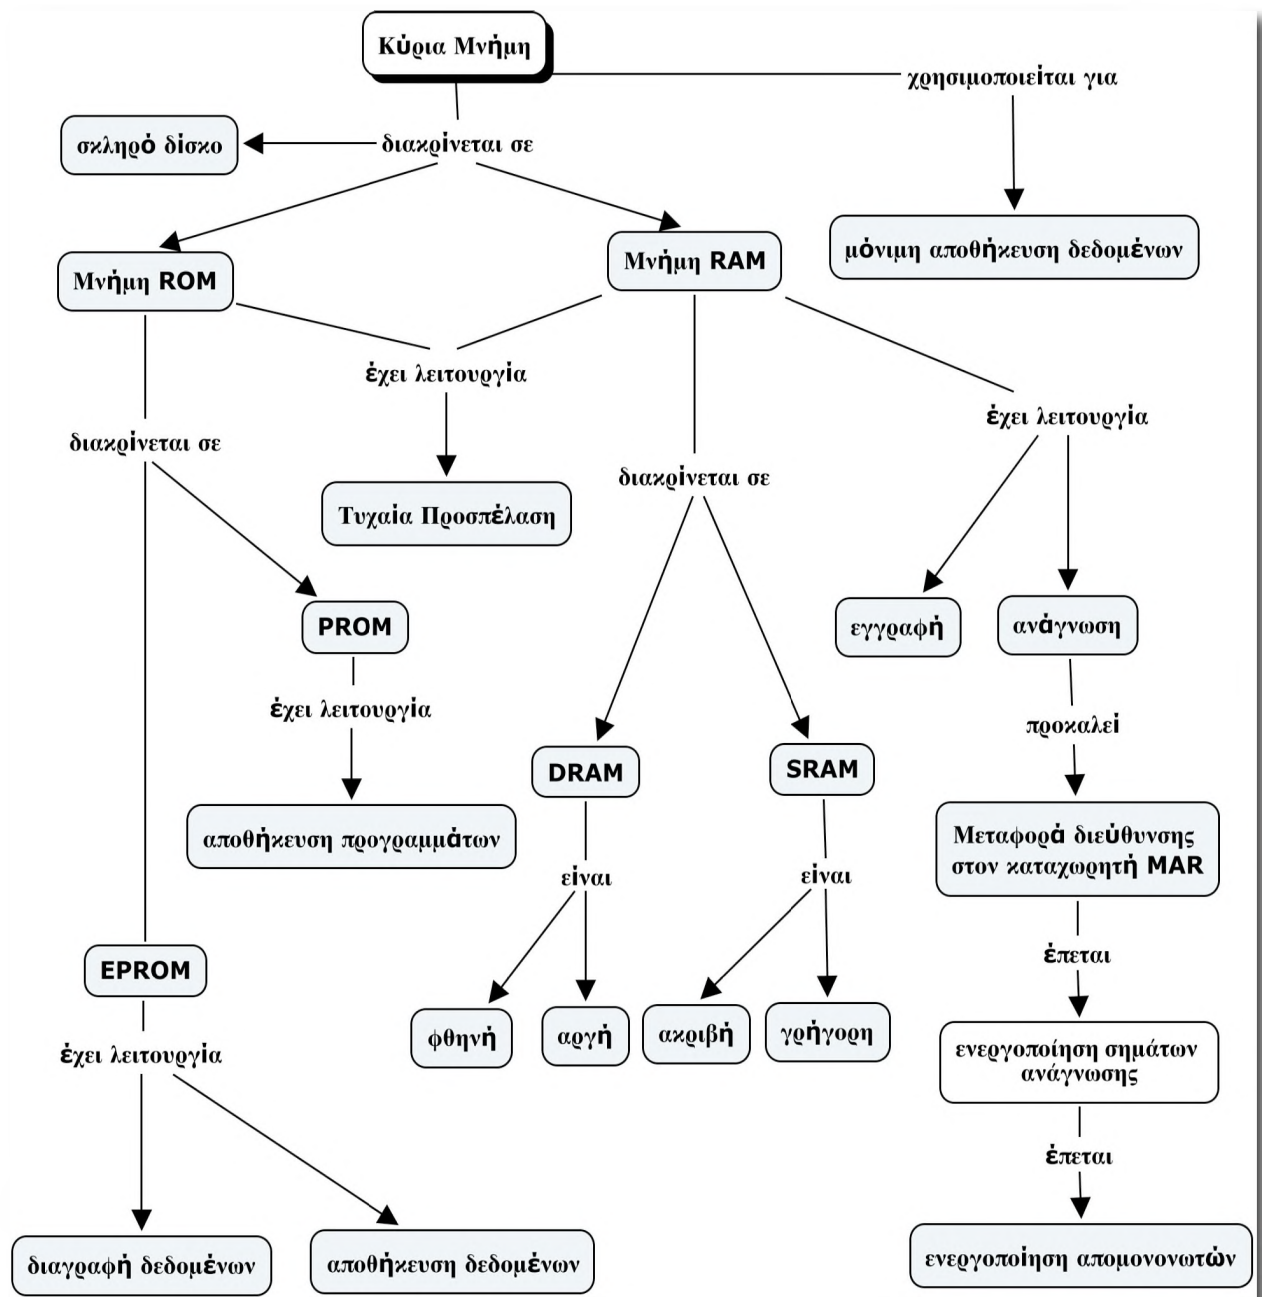 Κύρια Μνήμη
χρησιμοποιείται για
σκληρό δίσκο
διακρίνεται σε
μόνιμη αποθήκευση δεδομένων
Μνήμη ROM
Μνήμη RAM
έχει λειτουργία
έχει λειτουργία
διακρίνεται σε
διακρίνεται σε
Τυχαία Προσπέλαση
PROM
εγγραφή
ανάγνωση
έχει λειτουργία
προκαλεί
DRAM
SRAM
αποθήκευση προγραμμάτων
Μεταφορά διεύθυνσης
στον καταχωρητή MAR
είναι
είναι
EPROM
έπεται
φθηνή
αργή
ακριβή
γρήγορη
έχει λειτουργία
ενεργοποίηση σημάτων
ανάγνωσης
έπεται
διαγραφή δεδομένων
αποθήκευση δεδομένων
ενεργοποίηση απομονονωτών